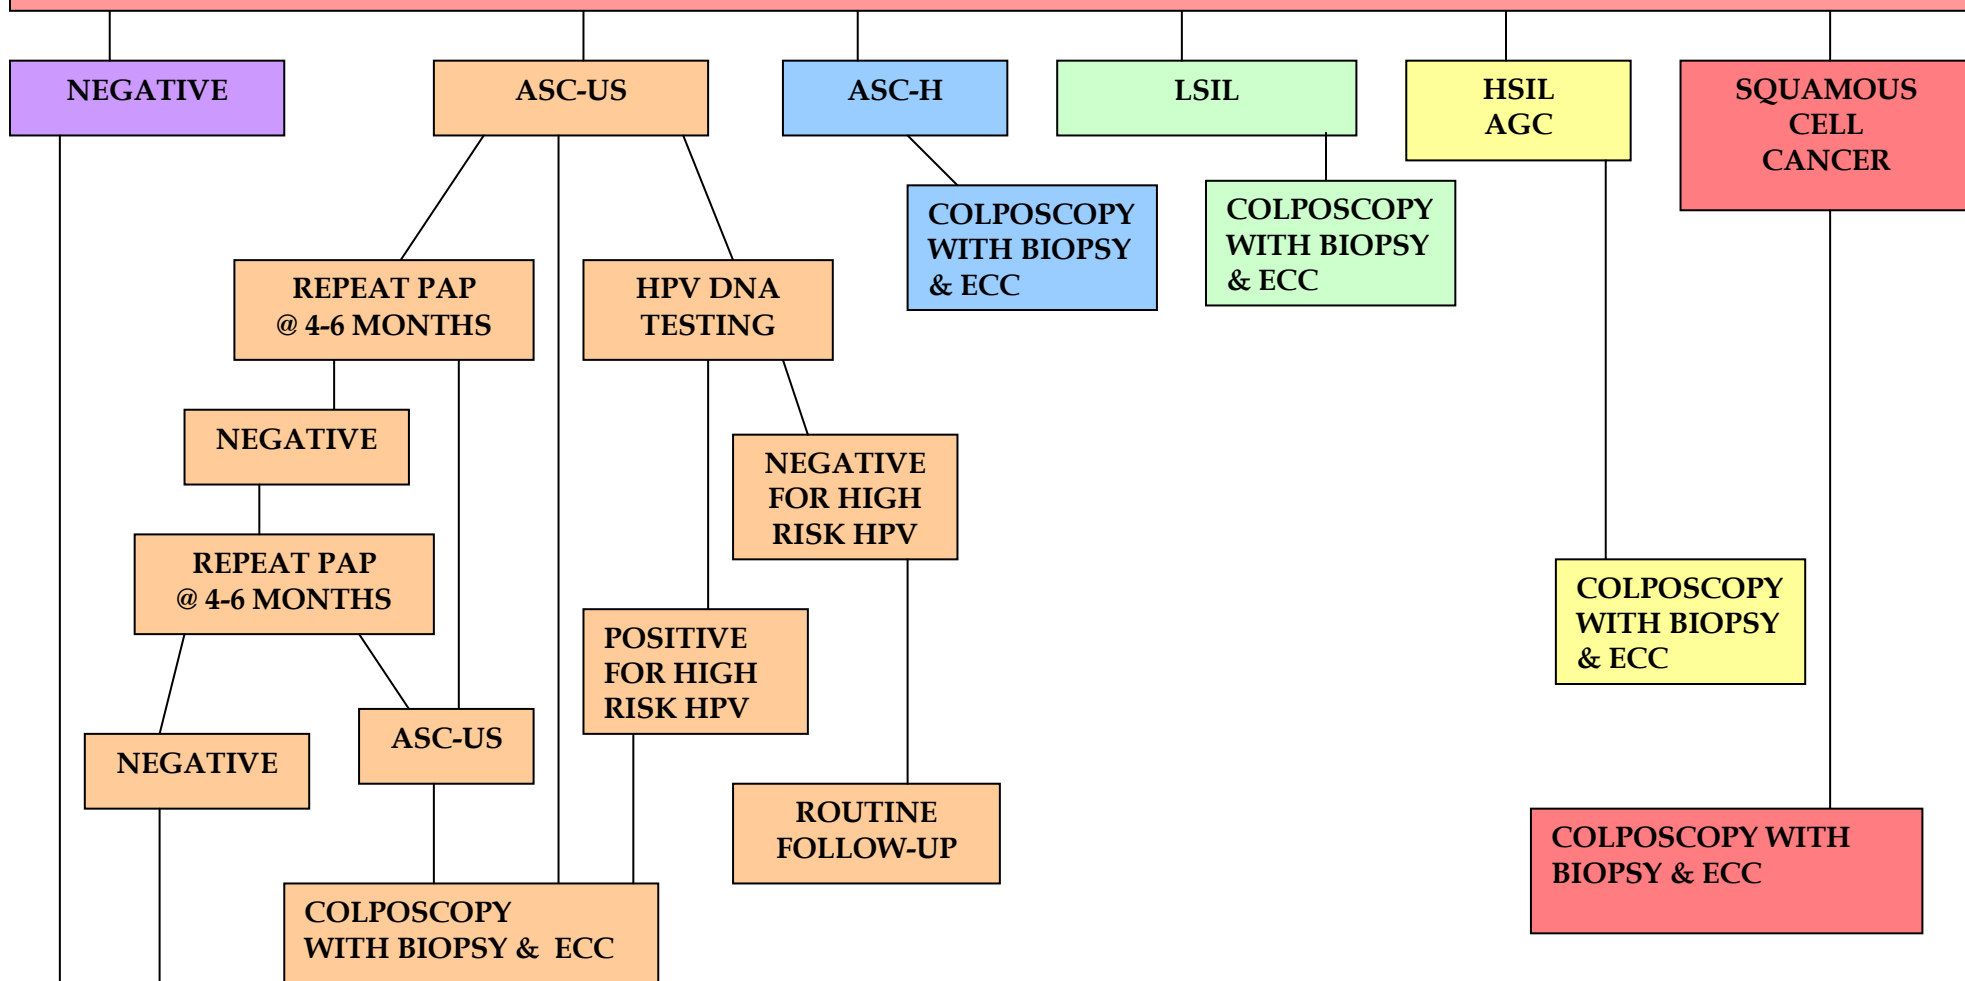 NEGATIVE
ASC-US
ASC-H
LSIL
HSIL
AGC
SQUAMOUS
CELL
CANCER
COLPOSCOPY
WITH BIOPSY
& ECC
COLPOSCOPY
WITH BIOPSY
& ECC
REPEAT PAP
@ 4-6 MONTHS
HPV DNA
TESTING
NEGATIVE
NEGATIVE
FOR HIGH
RISK HPV
REPEAT PAP
@ 4-6 MONTHS
COLPOSCOPY
WITH BIOPSY
& ECC
POSITIVE
FOR HIGH
RISK HPV
ASC-US
NEGATIVE
ROUTINE
FOLLOW-UP
COLPOSCOPY WITH
BIOPSY & ECC
COLPOSCOPY
WITH BIOPSY & ECC